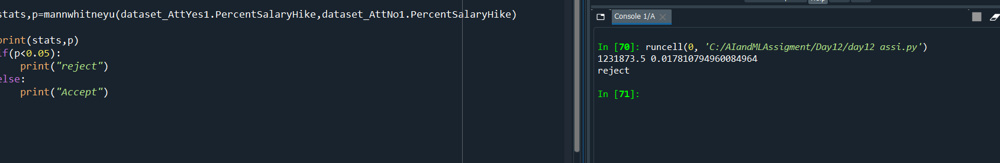 stats,p=mannwhitneyu(dataset_AttYes1.PercentSalaryHike,dataset_AttNo1.PercentSalaryHike)
print(stats,p)
if(p<0.05):
print("reject")
else:
print("Accept")
Help
Console 1/A
In [70]: runcell(0, 'C:/AIandMLAssigment/Day12/day12 assi.py')
1231873.5 0.017810794960084964
reject
In [71]: